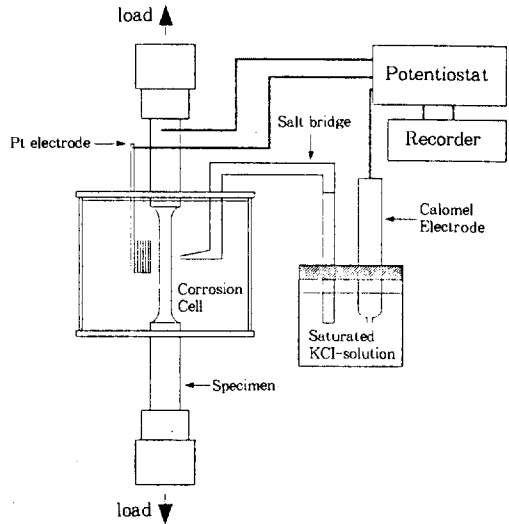 load
Potentiostat
Recorder
Salt bridge
Pt electrode
Calomel
Electrode
Corrosion
Cell
Saturated
KCl-solution
Specimen
load